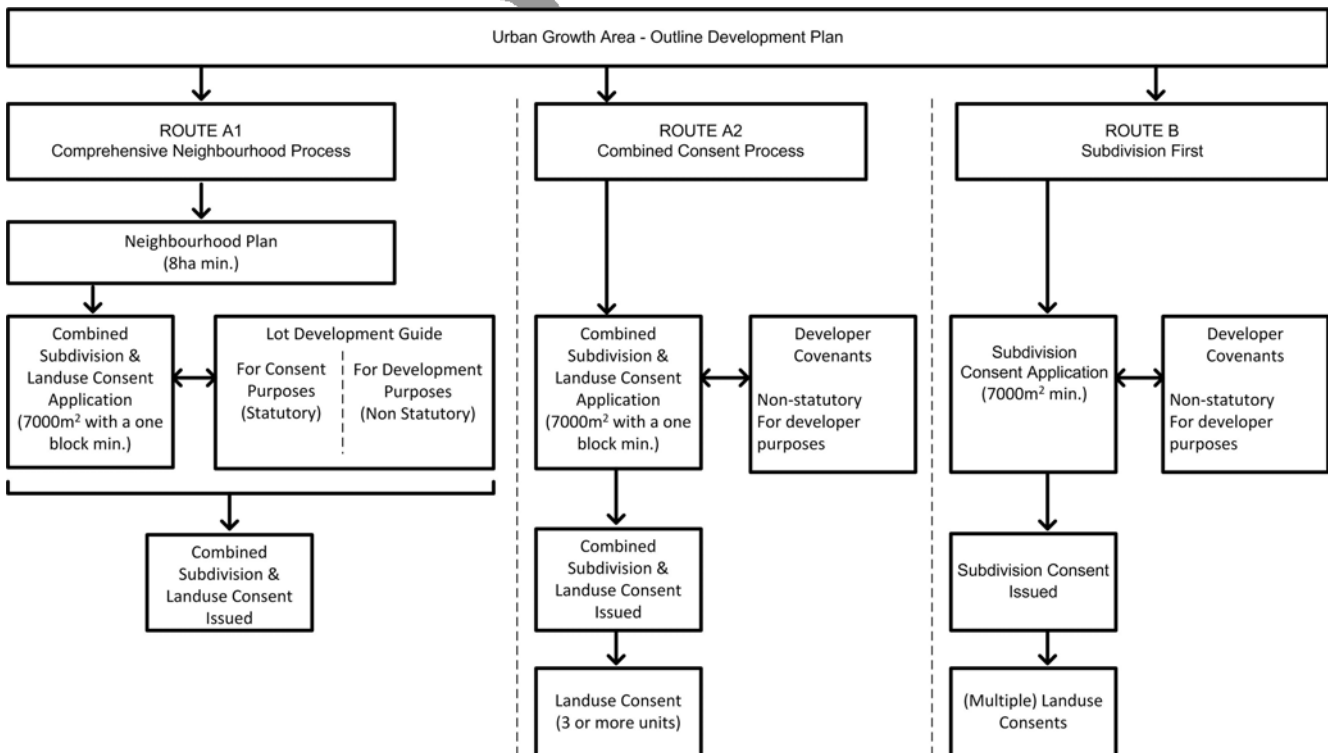 Urban Growth Area - Outline Development Plan
ROUTE A1
Comprehensive Neighbourhood Process
Neighbourhood Plan
(8ha min.)
Combined
Subdivision &
Landuse Consent
Application
(7000m² with a one
block min.)
Lot Development Guide
For Consent
Purposes
(Statutory)
For Development
Purposes
(Non Statutory)
Combined
Subdivision &
Landuse Consent
Issued
ROUTE A2
Combined Consent Process
Combined
Subdivision &
Landuse Consent
Application
(7000m² with a one
block min.)
Developer
Covenants
Non-statutory
For developer
purposes
Combined
Subdivision &
Landuse Consent
Issued
Landuse Consent
(3 or more units)
ROUTE B
Subdivision First
Subdivision
Consent Application
(7000m² min.)
Developer
Covenants
Non-statutory
For developer
purposes
Subdivision Consent
Issued
(Multiple) Landuse
Consents